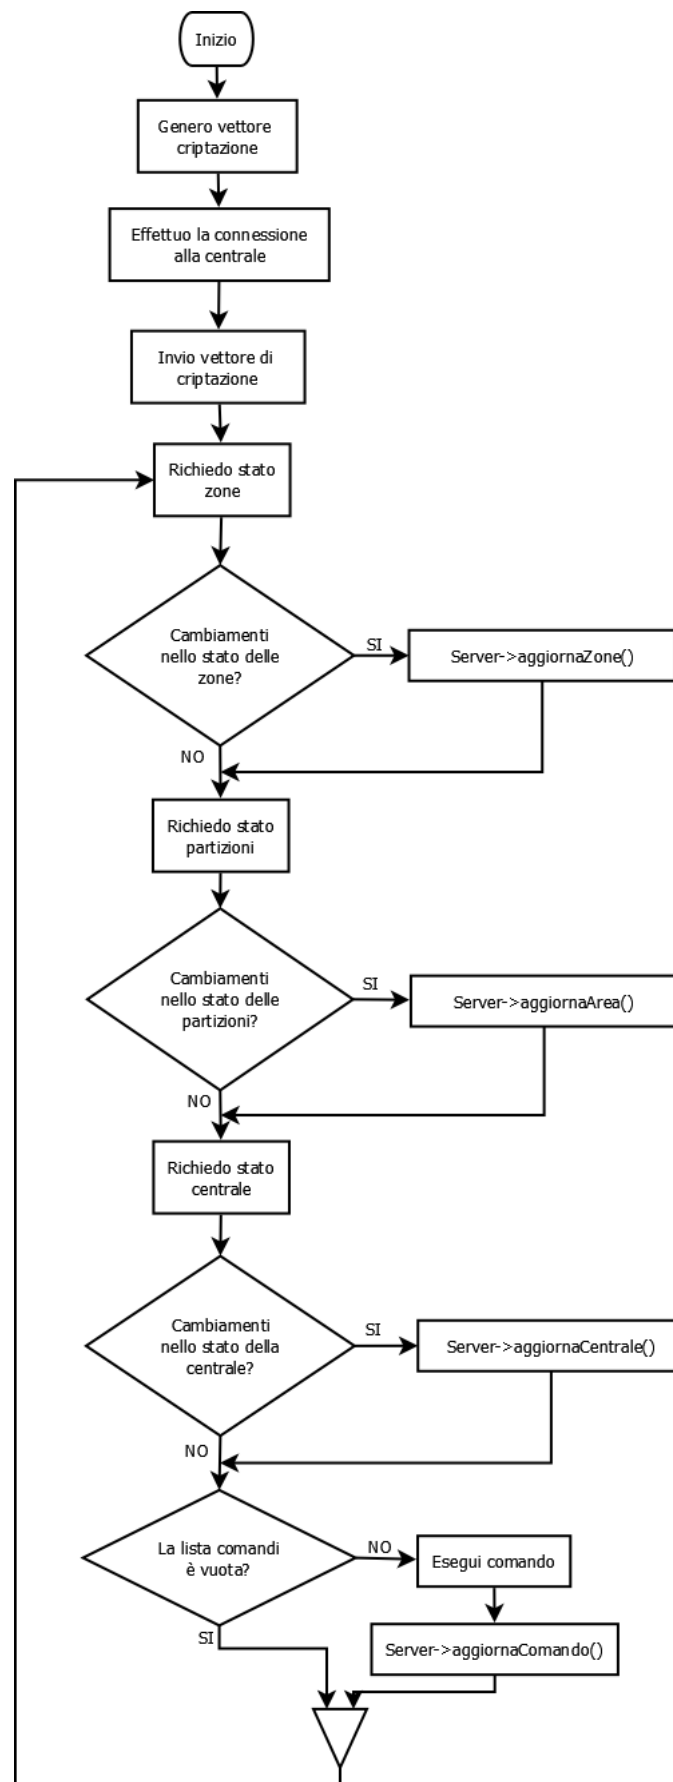 Inizio
Genero vettore
criptazione
Effettuo la connessione
alla centrale
Invio vettore di
criptazione
Richiedo stato
zone
Cambiamenti
nello stato delle
zone?
SI
Server->aggiornaZone()
NO
Richiedo stato
partizioni
Cambiamenti
nello stato delle
partizioni?
SI
Server->aggiornaArea()
NO
Richiedo stato
centrale
Cambiamenti
nello stato della
centrale?
SI
Server->aggiornaCentrale()
NO
La lista comandi
è vuota?
NO
Esegui comando
SI
Server->aggiornaComando()